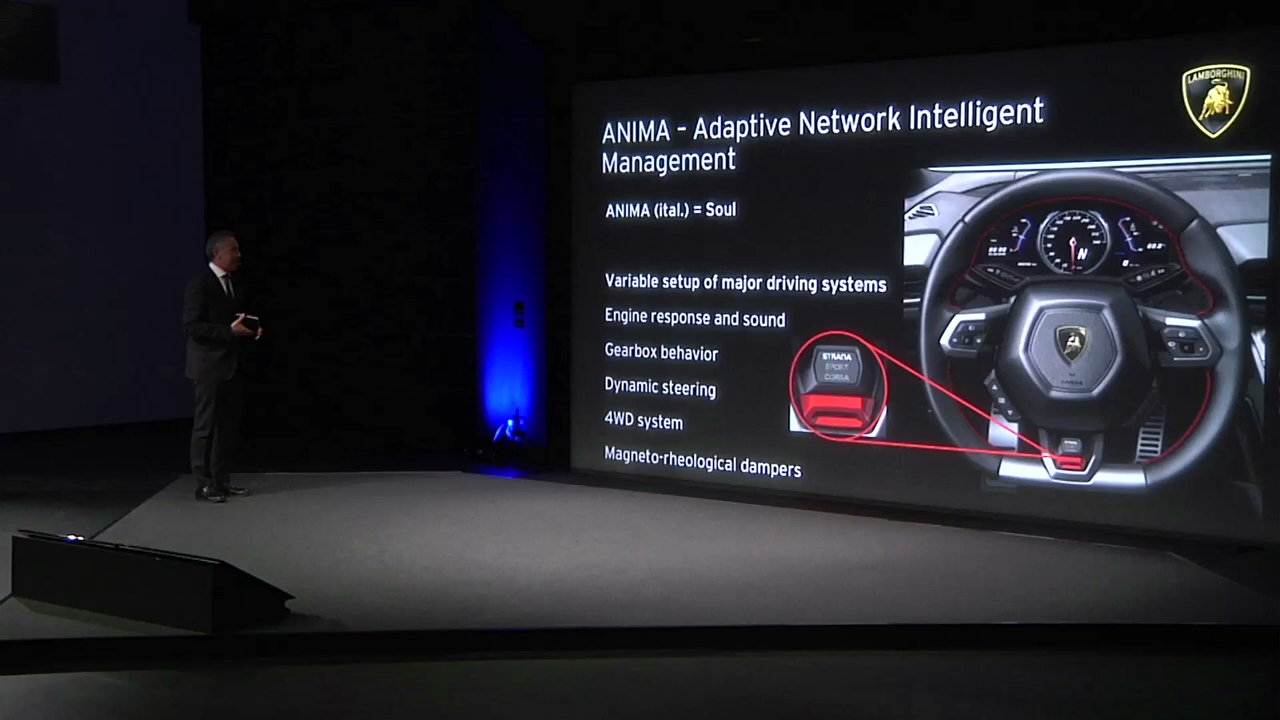 LAMBORGHINI
ANIMA – Adaptive Network Intelligent
Management
ANIMA (ital.) = Soul
Variable setup of major driving systems
Engine response and sound
Gearbox behavior
Dynamic steering
4WD system
Magneto-rheological dampers
STRADA
SPORT
CORSA
N